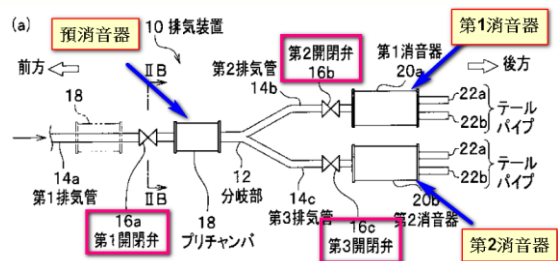 (a)
預消音器
10 排気装置
第1消音器
前方
ⅡB
第2開閉弁
16b
第1消音器
20a
後方
第2排気管
14b
18
22a
22b
テール
パイプ
14a
第1排気管
16a
第1開閉弁
ⅡB
18
プリチャンバ
12
分岐部
14c
第3排気管
16c
第3開閉弁
20b
第2消音器
22a
22b
テール
パイプ
第2消音器